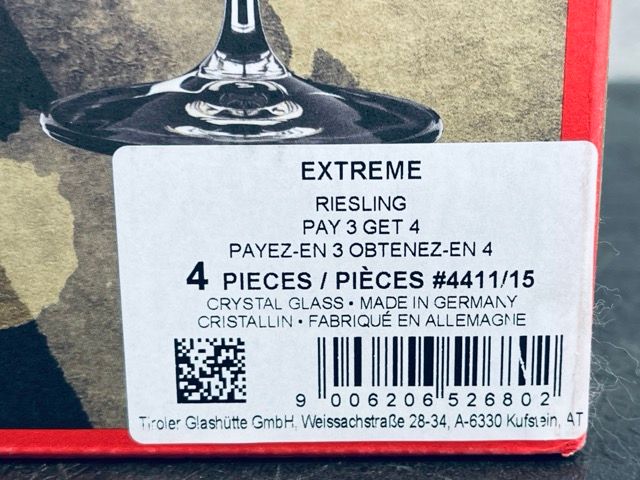 EXTREME
RIESLING
PAY 3 GET 4
PAYEZ-EN 3 OBTENEZ-EN 4
4 PIECES / PIÈCES #4411/15
CRYSTAL GLASS • MADE IN GERMANY
CRISTALLIN • FABRIQUÉ EN ALLEMAGNE
9 006206 526802
Tiroler Glashütte GmbH, Weissachstraße 28-34, A-6330 Kufstein, AT